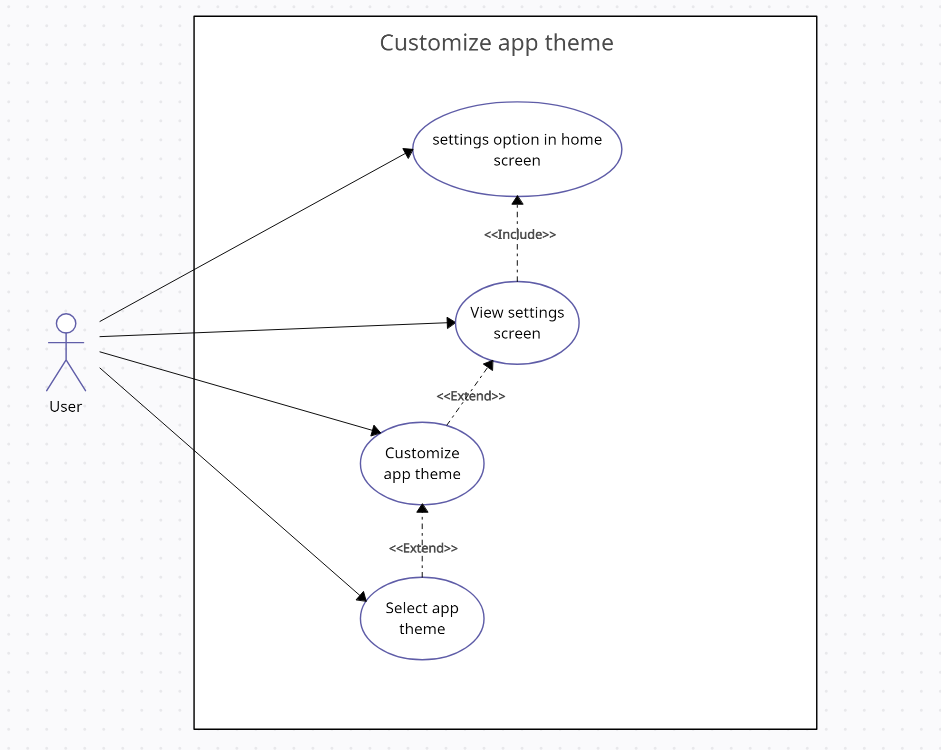 Customize app theme
settings option in home
screen
<<Include>>
View settings
screen
<<Extend>>
User
Customize
app theme
<<Extend>>
Select app
theme